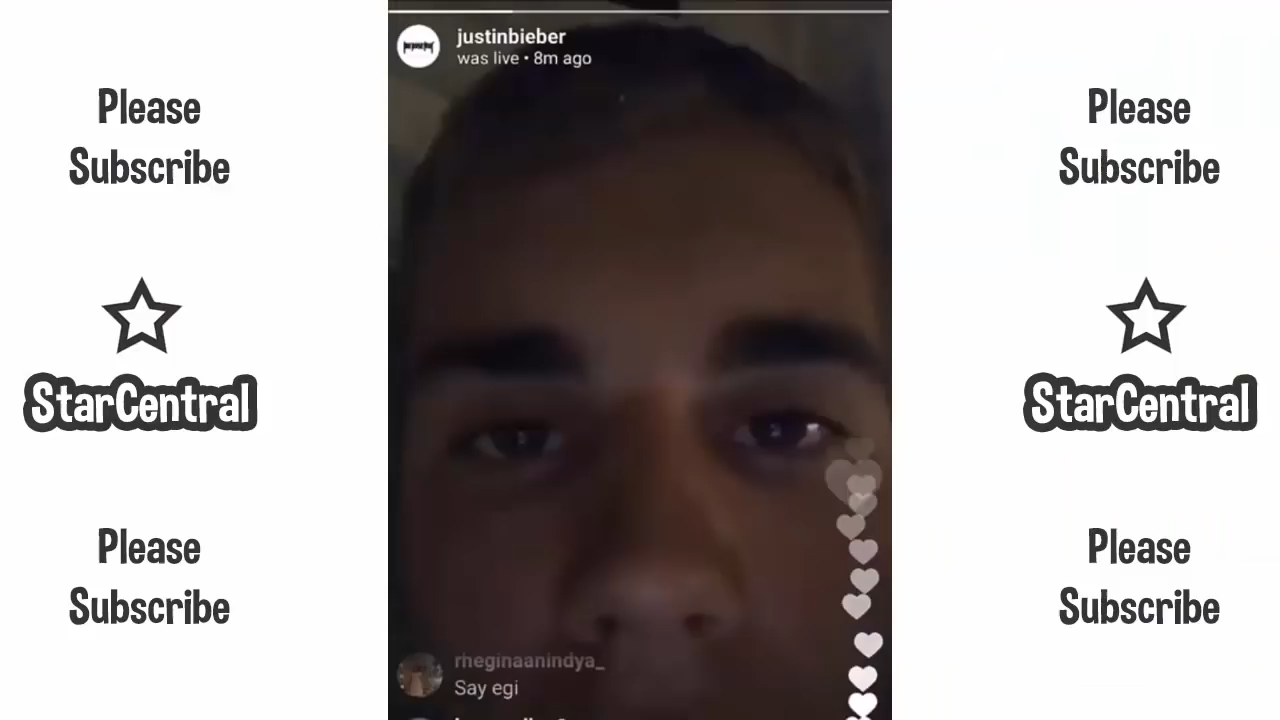 Please
Subscribe
StarCentral
Please
Subscribe
justinbieber
was live • 8m ago
rheginaanindya_
Say egi
Please
Subscribe
StarCentral
Please
Subscribe